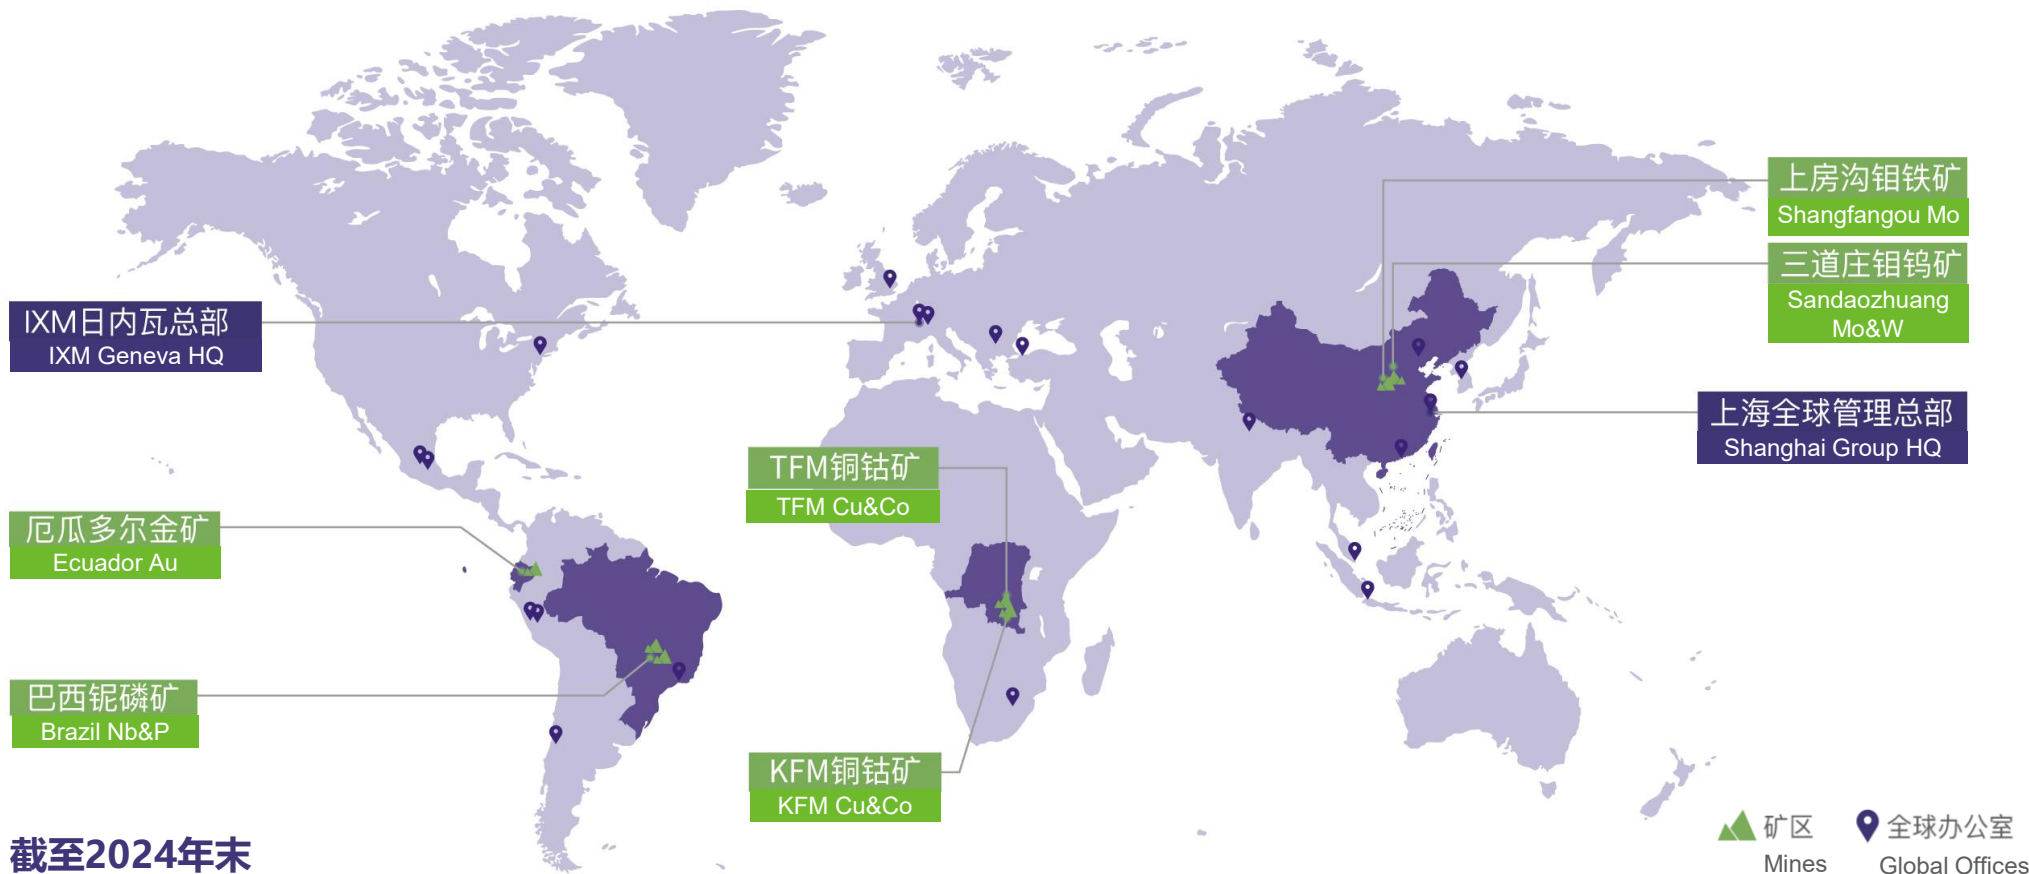 上房沟钼铁矿
Shangfangou Mo
三道庄钼钨矿
Sandaozhuang
Mo&W
IXM日内瓦总部
IXM Geneva HQ
上海全球管理总部
Shanghai Group HQ
TFM铜钴矿
TFM Cu&Co
厄瓜多尔金矿
Ecuador Au
巴西铌磷矿
Brazil Nb&P
KFM铜钴矿
KFM Cu&Co
截至2024年末
矿区
Mines
全球办公室
Global Offices